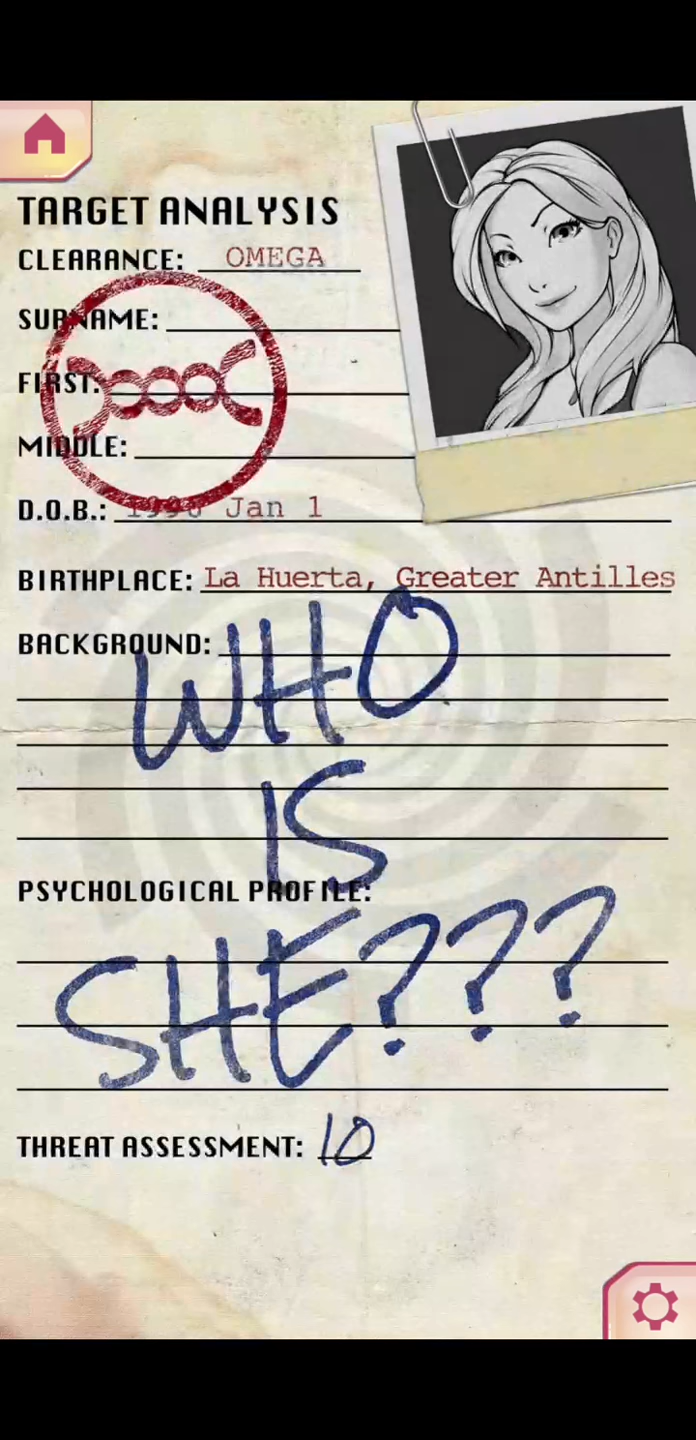 TARGET ANALYSIS
CLEARANCE: OMEGA
SURNAME:
FIRST:
MIDDLE:
D.O.B.: 1996 Jan 1
BIRTHPLACE: La Huerta, Greater Antilles
BACKGROUND:
WHO
IS
PSYCHOLOGICAL PROFILE:
SHE???
THREAT ASSESSMENT: 10